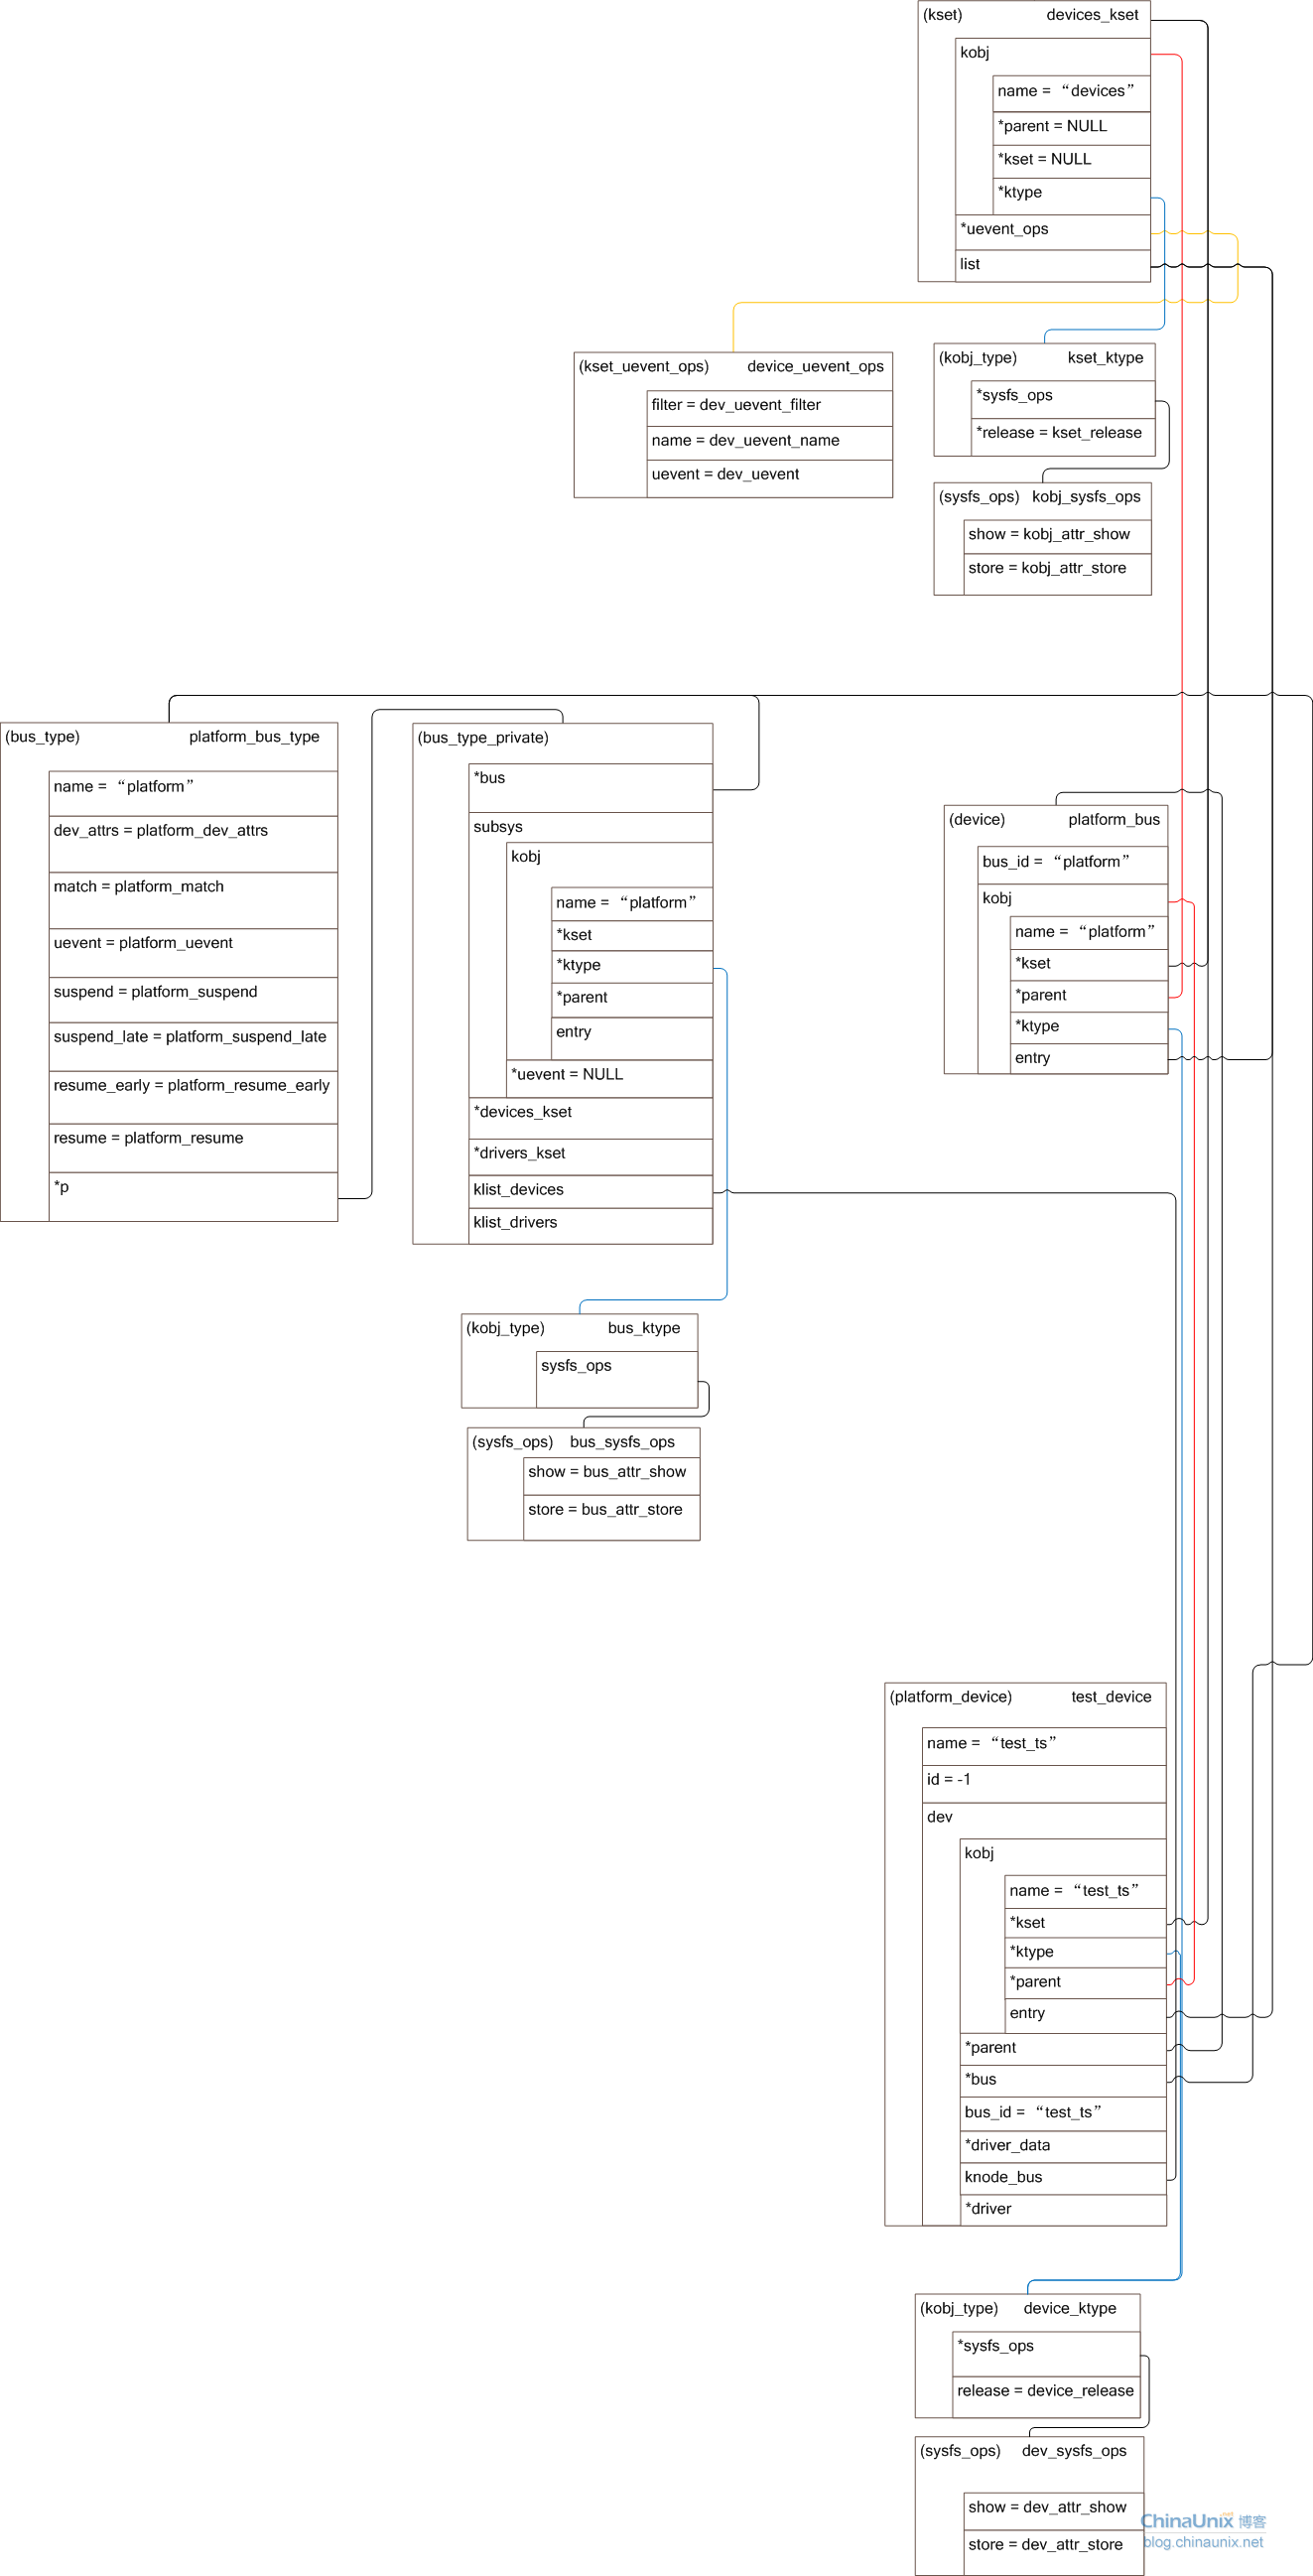 (kset) devices_kset
kobj
name = “devices”
*parent = NULL
*kset = NULL
*ktype
*uevent_ops
list
(kset_uevent_ops) device_uevent_ops
filter = dev_uevent_filter
name = dev_uevent_name
uevent = dev_uevent
(kobj_type) kset_ktype
*sysfs_ops
*release = kset_release
(sysfs_ops) kobj_sysfs_ops
show = kobj_attr_show
store = kobj_attr_store
(bus_type) platform_bus_type
name = “platform”
dev_attrs = platform_dev_attrs
match = platform_match
uevent = platform_uevent
suspend = platform_suspend
suspend_late = platform_suspend_late
resume_early = platform_resume_early
resume = platform_resume
*p
(bus_type_private)
*bus
subsys
kobj
name = “platform”
*kset
*ktype
*parent
entry
*uevent = NULL
*devices_kset
*drivers_kset
klist_devices
klist_drivers
(device) platform_bus
bus_id = “platform”
kobj
name = “platform”
*kset
*parent
*ktype
entry
(kobj_type) bus_ktype
sysfs_ops
(sysfs_ops) bus_sysfs_ops
show = bus_attr_show
store = bus_attr_store
(platform_device) test_device
name = “test_ts”
id = -1
dev
kobj
name = “test_ts”
*kset
*ktype
*parent
entry
*parent
*bus
bus_id = “test_ts”
*driver_data
knode_bus
*driver
(kobj_type) device_ktype
*sysfs_ops
release = device_release
(sysfs_ops) dev_sysfs_ops
show = dev_attr_show
store = dev_attr_store
ChinaUnix.net 博客
blog.chinaunix.net